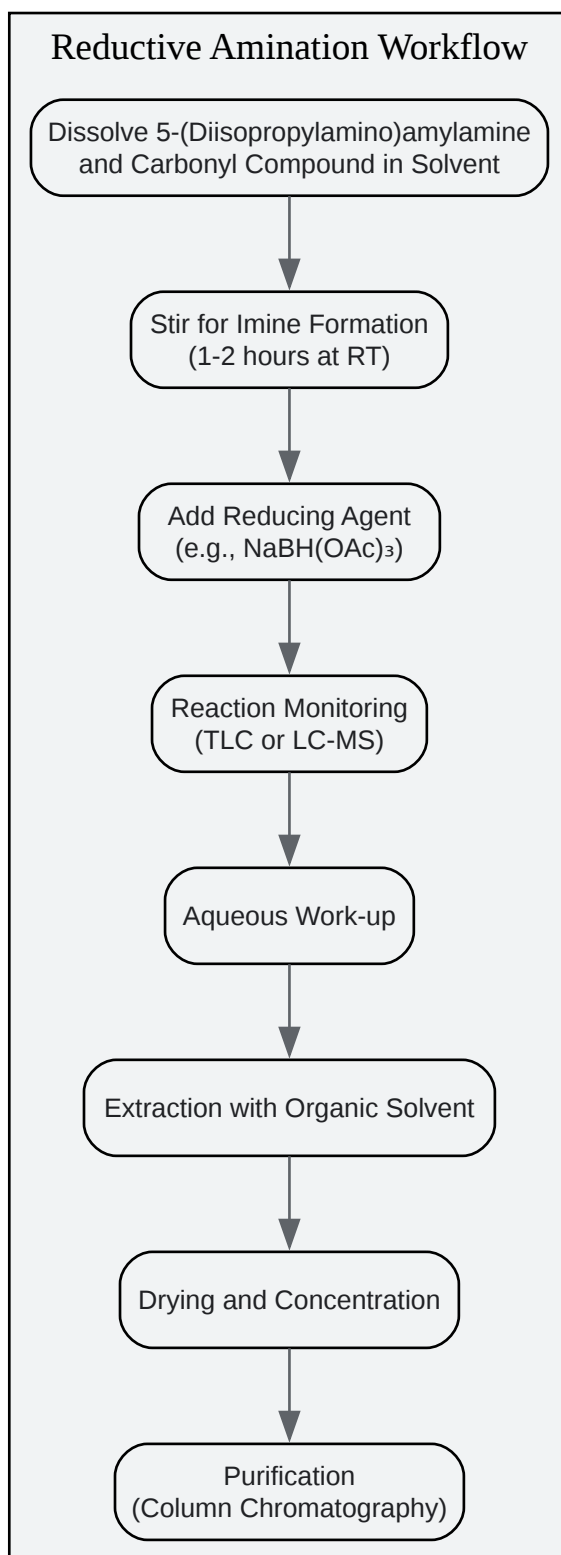 Reductive Amination Workflow
Dissolve 5-(Diisopropylamino)amylamine
and Carbonyl Compound in Solvent
Stir for Imine Formation
(1-2 hours at RT)
Add Reducing Agent
(e.g., NaBH(OAc)₃)
Reaction Monitoring
(TLC or LC-MS)
Aqueous Work-up
Extraction with Organic Solvent
Drying and Concentration
Purification
(Column Chromatography)